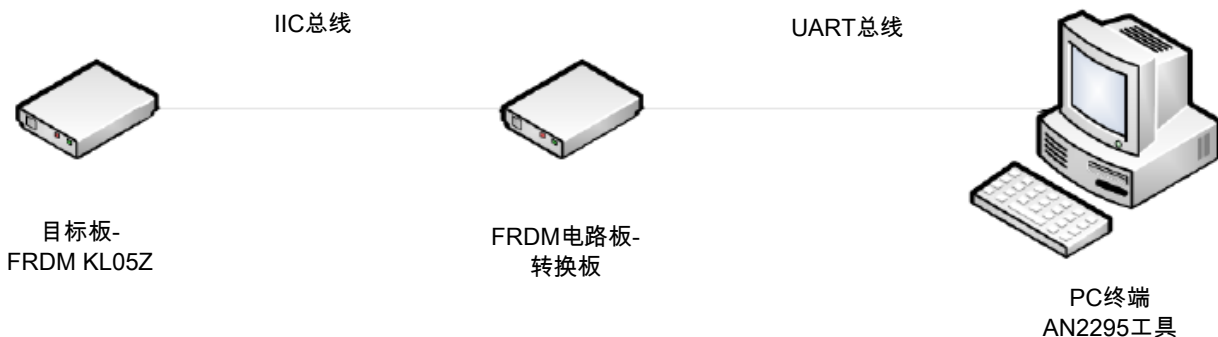 IIC总线
UART总线
目标板-
FRDM KL05Z
FRDM电路板-
转换板
PC终端
AN2295工具